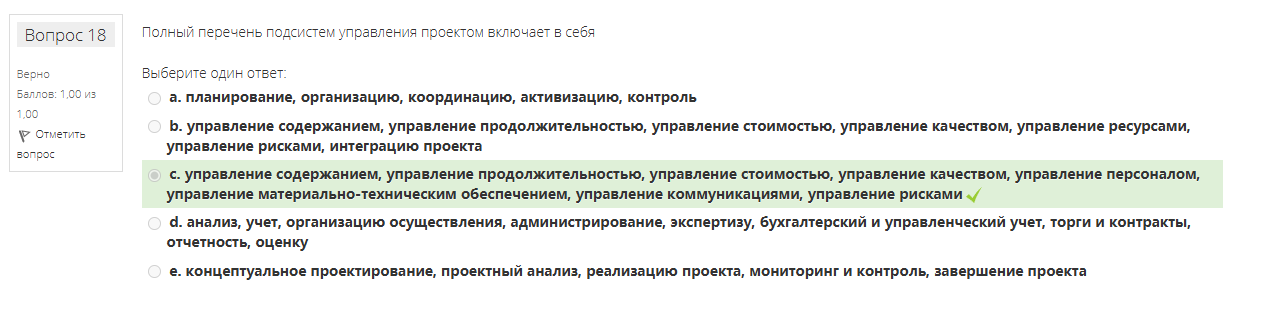 Вопрос 18
Верно
Баллов: 1,00 из
1,00
Отметить
вопрос
Полный перечень подсистем управления проектом включает в себя
Выберите один ответ:
a. планирование, организацию, координацию, активизацию, контроль
b. управление содержанием, управление продолжительностью, управление стоимостью, управление качеством, управление ресурсами,
управление рисками, интеграцию проекта
c. управление содержанием, управление продолжительностью, управление стоимостью, управление качеством, управление персоналом,
управление материально-техническим обеспечением, управление коммуникациями, управление рисками
d. анализ, учет, организацию осуществления, администрирование, экспертизу, бухгалтерский и управленческий учет, торги и контракты,
отчетность, оценку
e. концептуальное проектирование, проектный анализ, реализацию проекта, мониторинг и контроль, завершение проекта